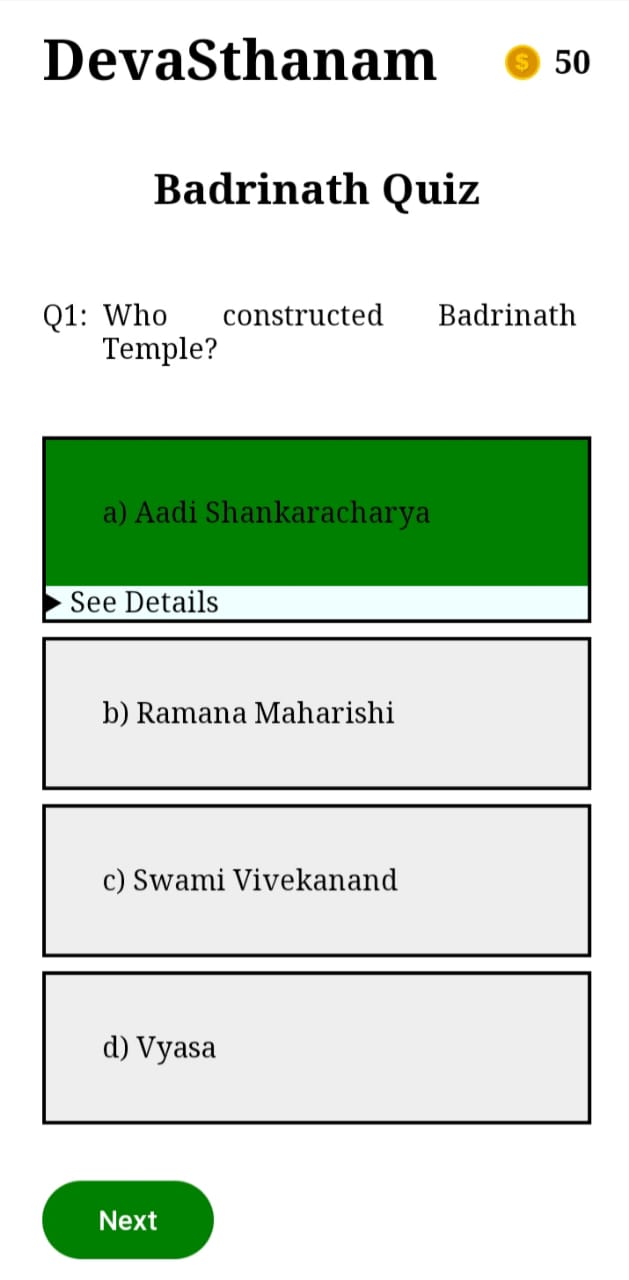 DevaSthanam $ 50
Badrinath Quiz
Q1: Who constructed Badrinath
Temple?
a) Aadi Shankaracharya
See Details
b) Ramana Maharishi
c) Swami Vivekanand
d) Vyasa
Next